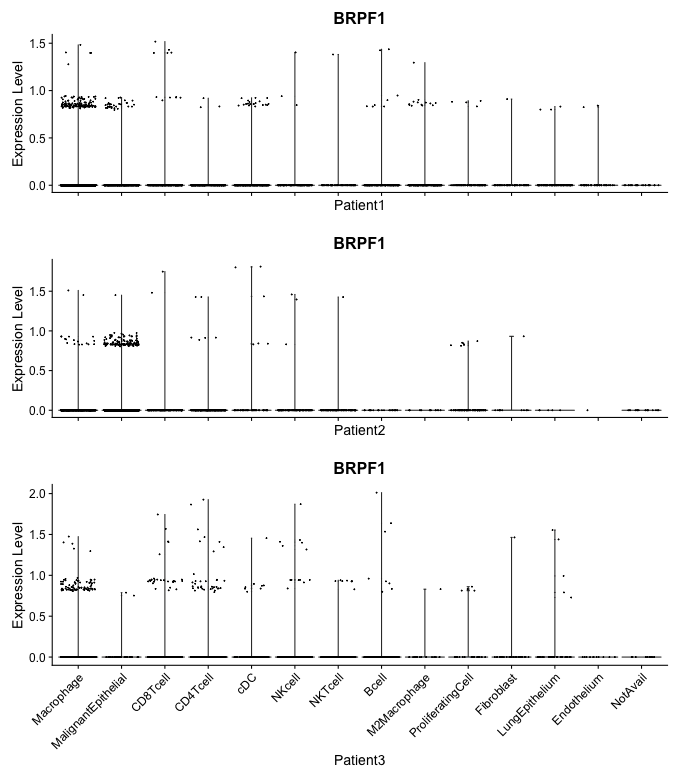 BRPF1
Expression Level
1.5
1.0
0.5
0.0
Patient1
BRPF1
Expression Level
1.5
1.0
0.5
0.0
Patient2
BRPF1
Expression Level
2.0
1.5
1.0
0.5
0.0
Macrophage
MalignantEpithelial
CD8Tcell
CD4Tcell
cDC
NKcell
NKTcell
Bcell
M2Macrophage
ProliferatingCell
Fibroblast
LungEpithelium
Endothelium
NotAvail
Patient3